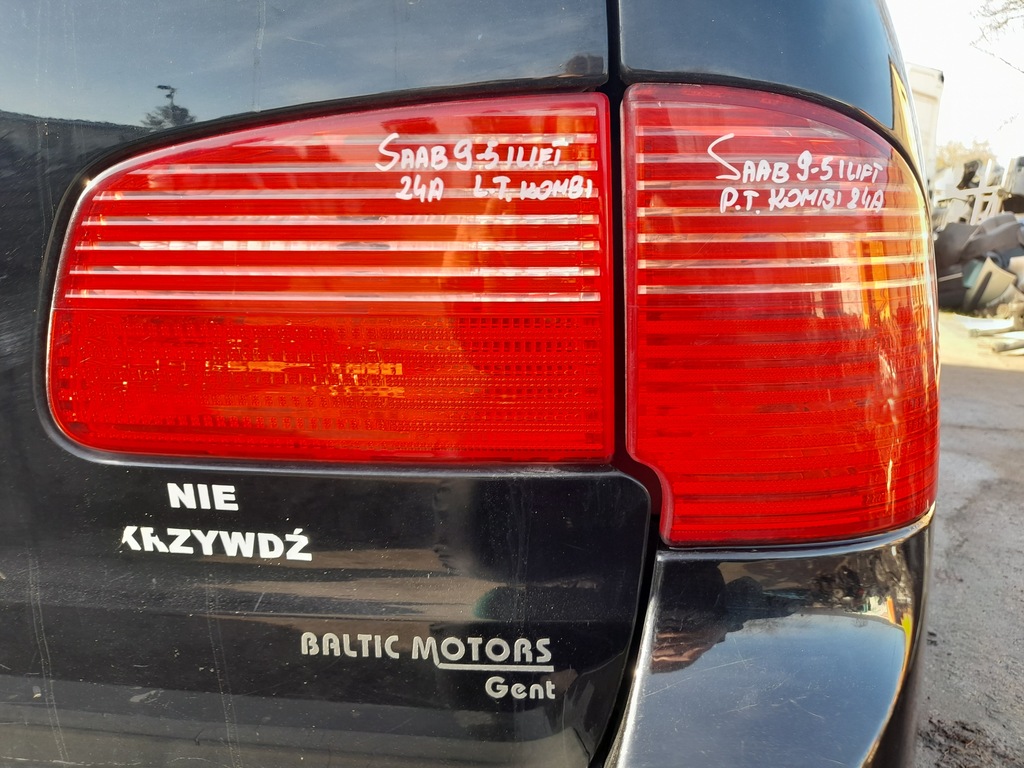 SAAB 9-5 I LIFT
24A L.T. KOMBI
SAAB 9-5 I LIFT
P.T. KOMBI 24A
NIE
KRZYWDŹ
BALTIC MOTORS
Gent